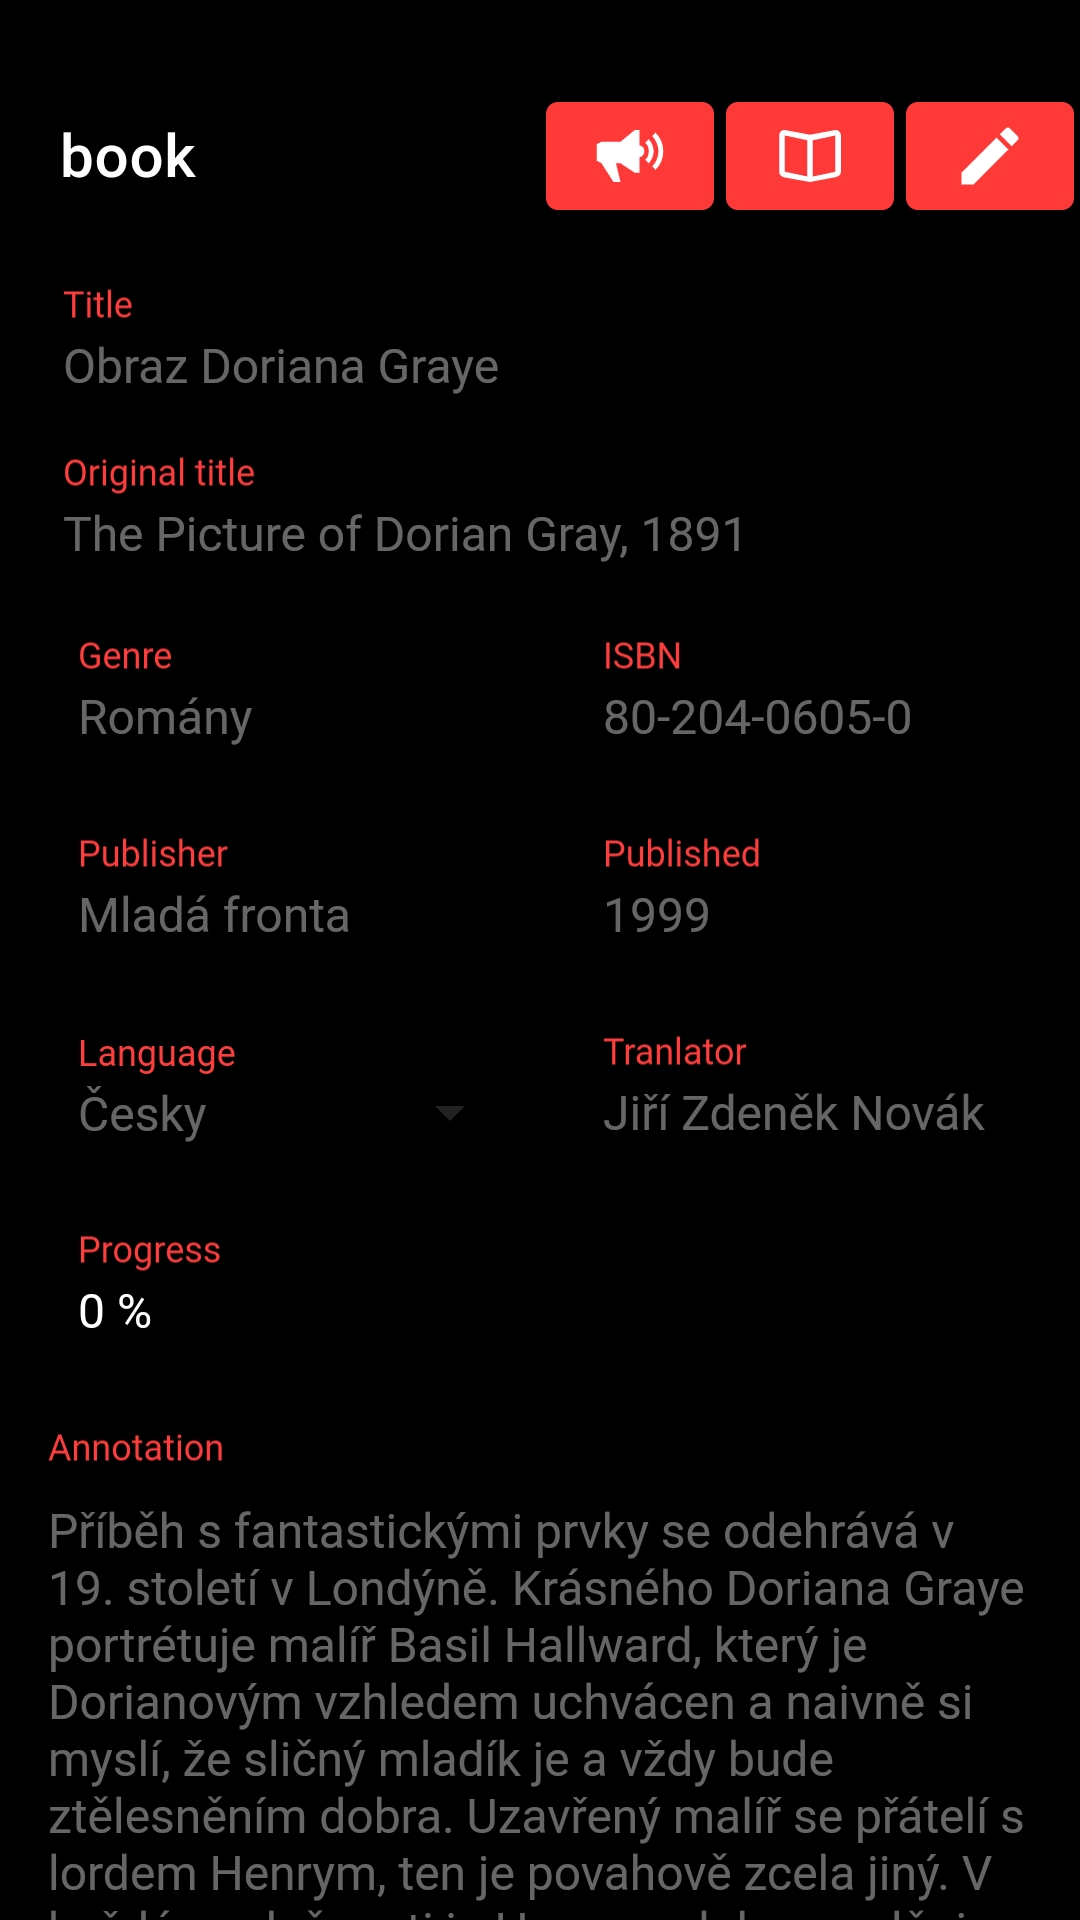 book
Title
Obraz Doriana Graye
Original title
The Picture of Dorian Gray, 1891
Genre
ISBN
Romány
80-204-0605-0
Publisher
Published
Mladá fronta
1999
Language
Tranlator
Česky
Jiří Zdeněk Novák
Progress
0 %
Annotation
Příběh s fantastickými prvky se odehrává v
19. století v Londýně. Krásného Doriana Graye
portrétuje malíř Basil Hallward, který je
Dorianovým vzhledem uchvácen a naivně si
myslí, že sličný mladík je a vždy bude
ztělesněním dobra. Uzavřený malíř se přátelí s
lordem Henrym, ten je povahově zcela jiný. V